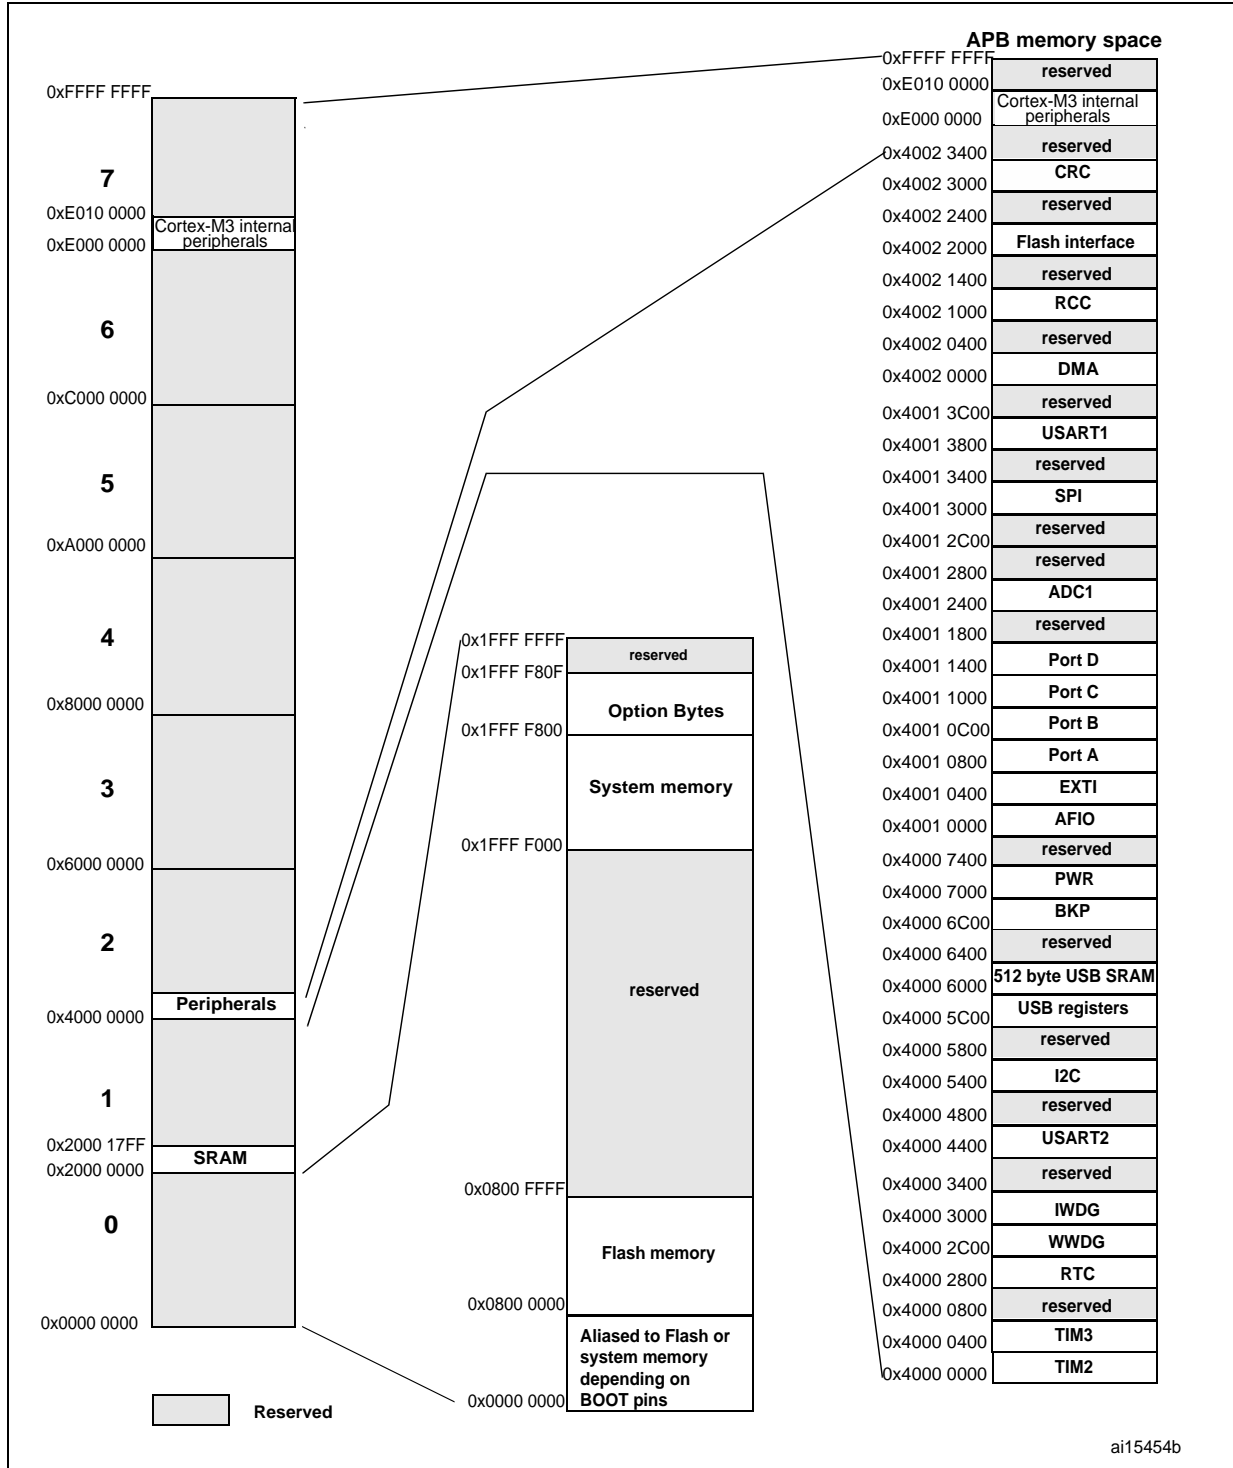 0xFFFF FFFF
7
0xE010 0000
Cortex-M3 internal
peripherals
0xE000 0000
6
0xC000 0000
5
0xA000 0000
4
0x8000 0000
3
0x6000 0000
2
Peripherals
0x4000 0000
1
0x2000 17FF
SRAM
0x2000 0000
0
0x0000 0000
Reserved
0x1FFF FFFF
reserved
0x1FFF F80F
Option Bytes
0x1FFF F800
System memory
0x1FFF F000
reserved
0x0800 FFFF
Flash memory
0x0800 0000
Aliased to Flash or
system memory
depending on
BOOT pins
0x0000 0000
APB memory space
0xFFFF FFFF
reserved
0xE010 0000
Cortex-M3 internal
peripherals
0xE000 0000
reserved
0x4002 3400
CRC
0x4002 3000
reserved
0x4002 2400
Flash interface
0x4002 2000
reserved
0x4002 1400
RCC
0x4002 1000
reserved
0x4002 0400
DMA
0x4002 0000
reserved
0x4001 3C00
USART1
0x4001 3800
reserved
0x4001 3400
SPI
0x4001 3000
reserved
0x4001 2C00
reserved
0x4001 2800
ADC1
0x4001 2400
reserved
0x4001 1800
Port D
0x4001 1400
Port C
0x4001 1000
Port B
0x4001 0C00
Port A
0x4001 0800
EXTI
0x4001 0400
AFIO
0x4001 0000
reserved
0x4000 7400
PWR
0x4000 7000
BKP
0x4000 6C00
reserved
0x4000 6400
512 byte USB SRAM
0x4000 6000
USB registers
0x4000 5C00
reserved
0x4000 5800
I2C
0x4000 5400
reserved
0x4000 4800
USART2
0x4000 4400
reserved
0x4000 3400
IWDG
0x4000 3000
WWDG
0x4000 2C00
RTC
0x4000 2800
reserved
0x4000 0800
TIM3
0x4000 0400
TIM2
0x4000 0000
ai15454b